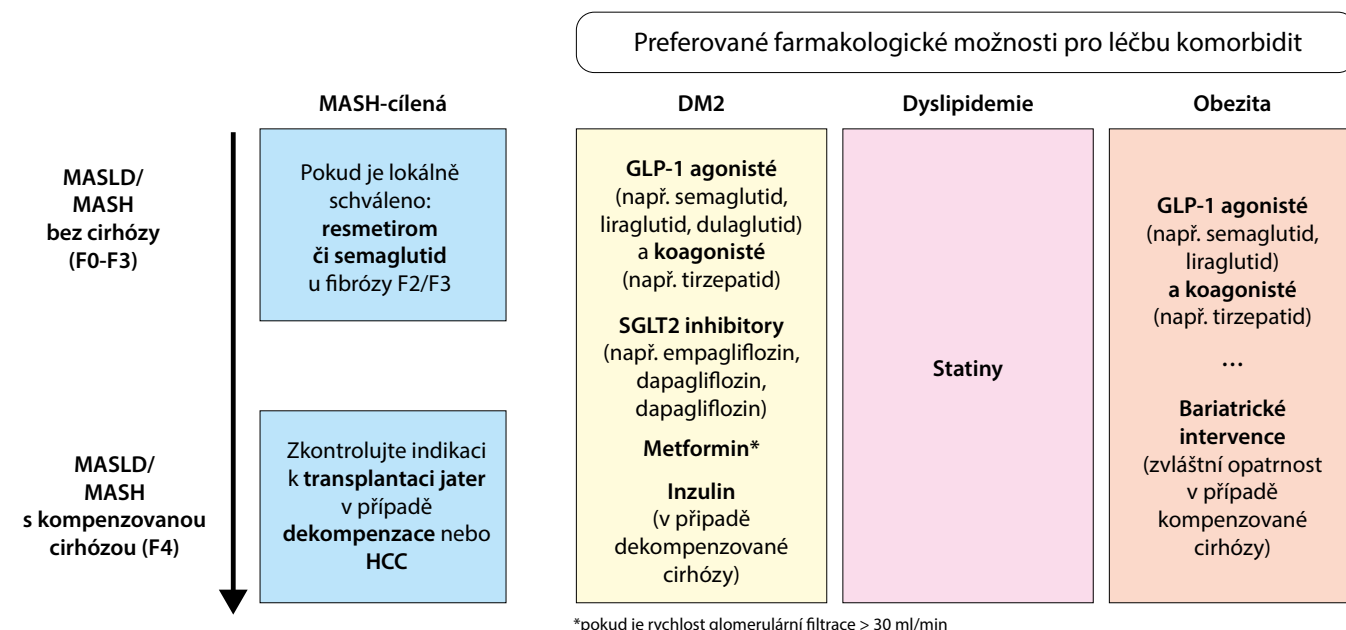 Preferované farmakologické možnosti pro léčbu komorbidit
MASH-cílená
DM2
Dyslipidemie
Obezita
MASLD/
MASH
bez cirhózy
(F0-F3)
Pokud je lokálně
schváleno:
resmetirom
či semaglutid
u fibrózy F2/F3
MASLD/
MASH
s kompenzovanou
cirhózou (F4)
Zkontrolujte indikaci
k transplantaci jater
v případě
dekompenzace nebo
HCC
GLP-1 agonisté
(např. semaglutid,
liraglutid, dulaglutid)
a koagonisté
(např. tirzepatid)
SGLT2 inhibitory
(např. empagliflozin,
dapagliflozin,
dapagliflozin)
Metformin*
Inzulin
(v připadě
dekompenzované
cirhózy)
Statiny
GLP-1 agonisté
(např. semaglutid,
liraglutid)
a koagonisté
(např. tirzepatid)
...
Bariatrické
intervence
(zvláštní opatrnost
v případě
kompenzované
cirhózy)
*pokud je rychlost glomerulární filtrace > 30 ml/min